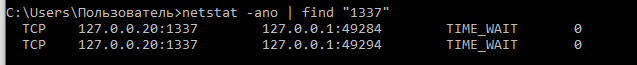 C:\Users\Пользователь>netstat -ano | find "1337"
TCP    127.0.0.20:1337    127.0.0.1:49284    TIME_WAIT    0
TCP    127.0.0.20:1337    127.0.0.1:49294    TIME_WAIT    0